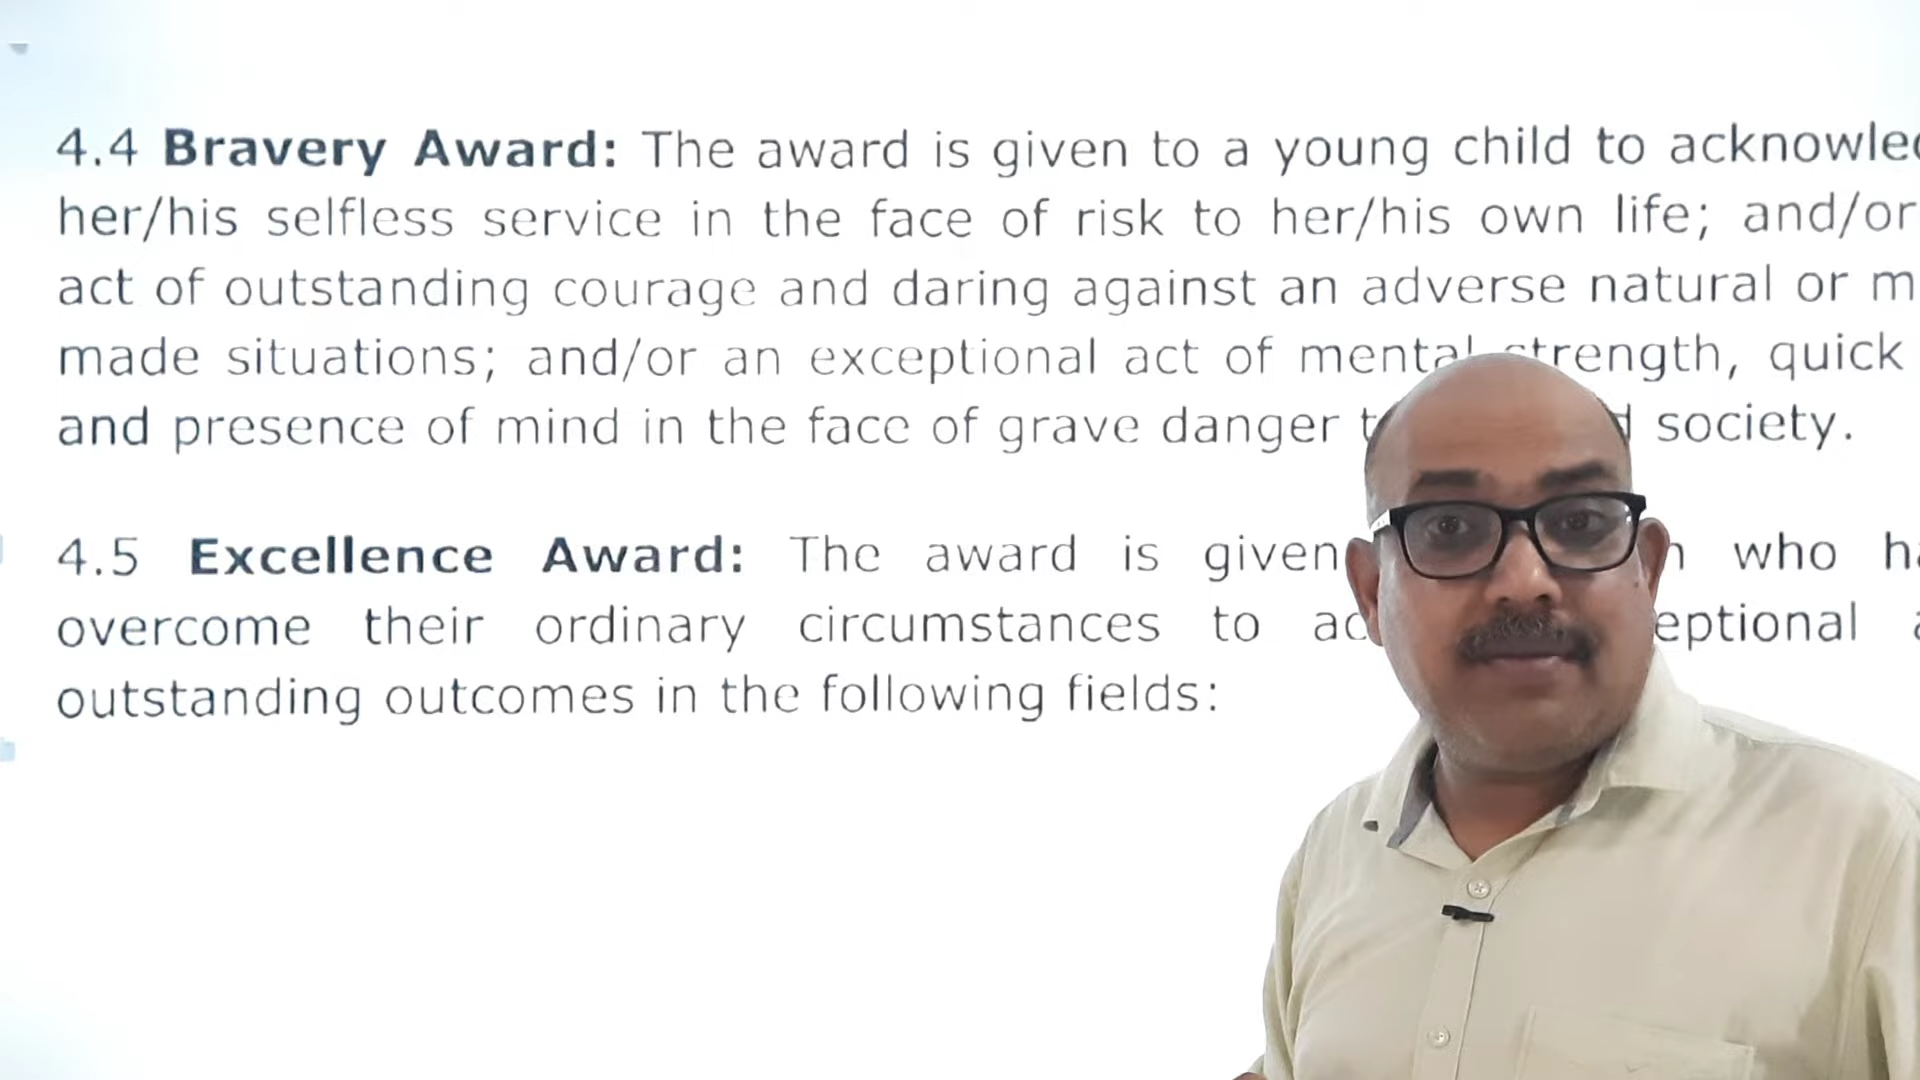 4.4 Bravery Award: The award is given to a young child to
her/his selfless service in the face of risk to her/his own life; and/or
act of outstanding courage and daring against an adverse natural or
made situations; and/or an exceptional act of mental strength, quick
and presence of mind in the face of grave danger society.
4.5 Excellence Award: The award is given who
overcome their ordinary circumstances to
outstanding outcomes in the following fields: